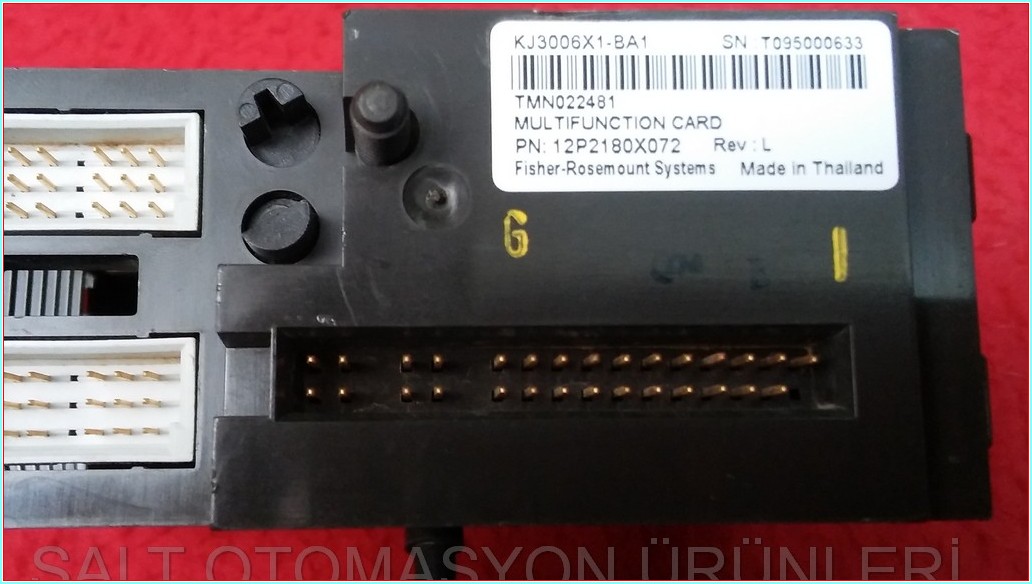 KJ3006X1-BA1 SN T095000633
TMN022481
MULTIFUNCTION CARD
PN: 12P2180X072 Rev : L
Fisher-Rosemount Systems Made in Thailand
G I
SALT OTOMASYON ÜRÜNLERİ